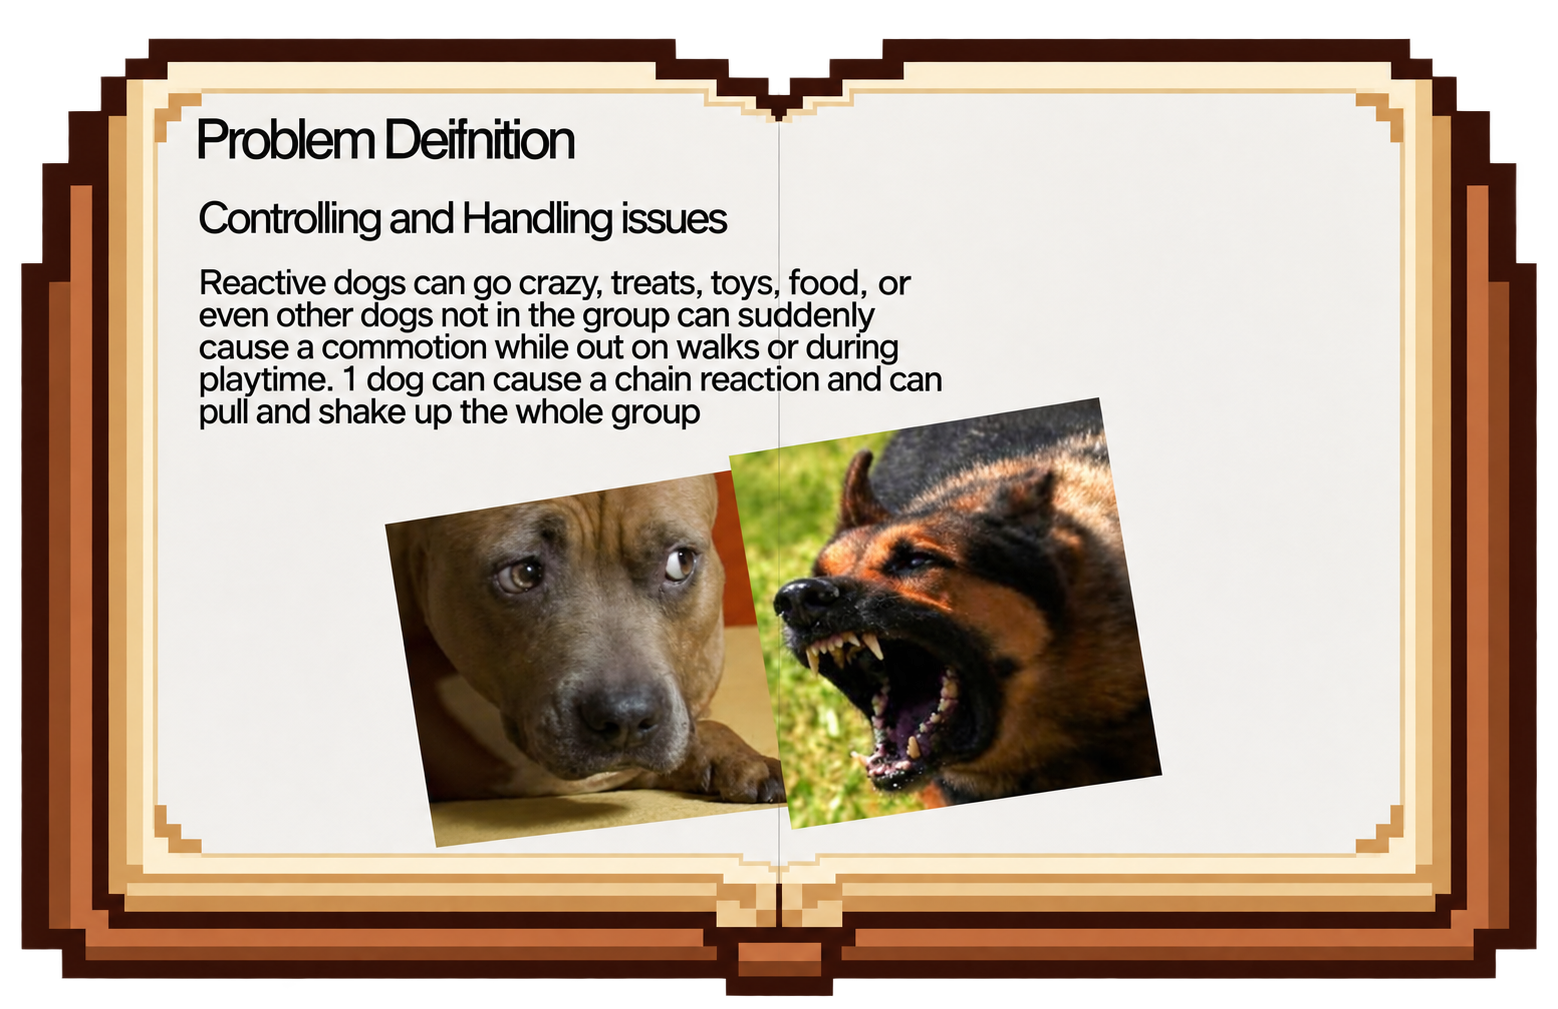 Problem Deifnition
Controlling and Handling issues
Reactive dogs can go crazy, treats, toys, food, or
even other dogs not in the group can suddenly
cause a commotion while out on walks or during
playtime. 1 dog can cause a chain reaction and can
pull and shake up the whole group